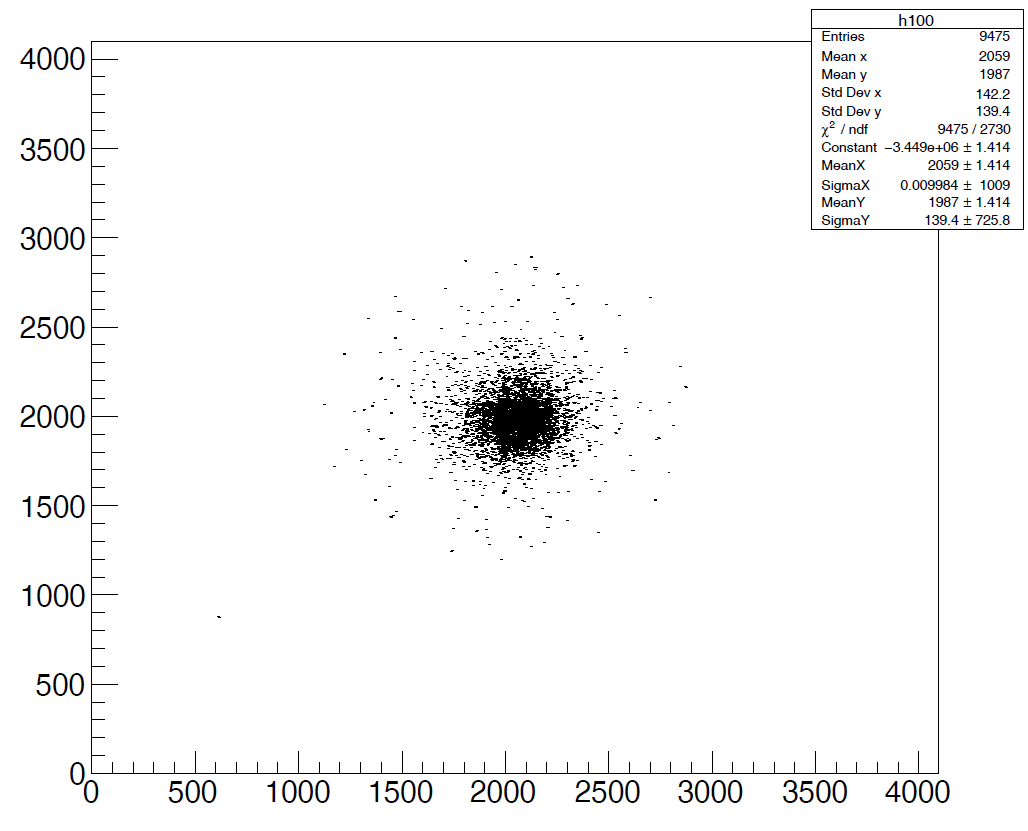 h100
Entries 9475
Mean x 2059
Mean y 1987
Std Dev x 142.2
Std Dev y 139.4
χ² / ndf 9475 / 2730
Constant −3.449e+06 ± 1.414
MeanX 2059 ± 1.414
SigmaX 0.009984 ± 1009
MeanY 1987 ± 1.414
SigmaY 139.4 ± 725.8
4000
3500
3000
2500
2000
1500
1000
500
0
0 500 1000 1500 2000 2500 3000 3500 4000